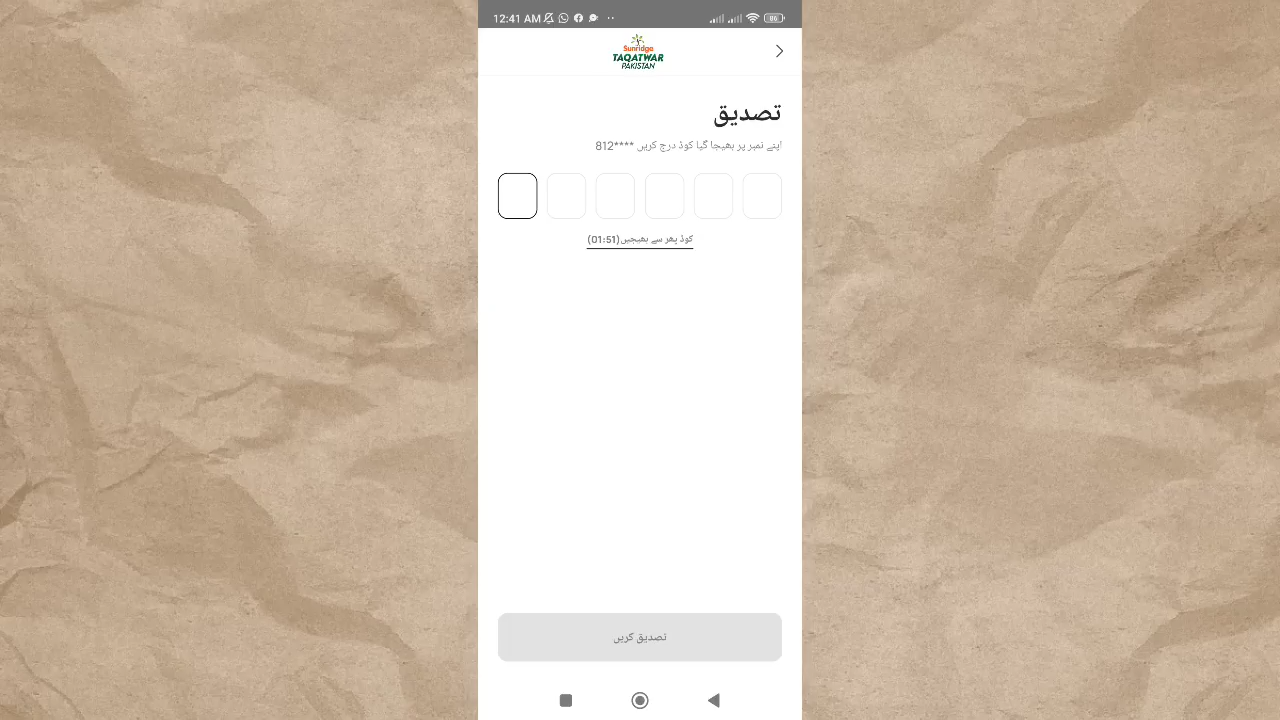 12:41 AM
86
Sunridge
TAQATWAR
PAKISTAN
تصدیق
اپنے نمبر پر بھیجا گیا کوڈ درج کریں ****812
کوڈ پھر سے بھیجیں(01:51)
تصدیق کریں